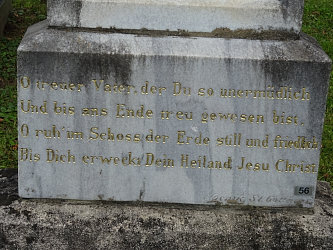 O treuer Vater, der Du so unermüdlich
Und bis ans Ende treu gewesen bist,
O ruh' im Schoss der Erde still und friedlich
Bis Dich erweckt Dein Heiland Jesu Christ
56